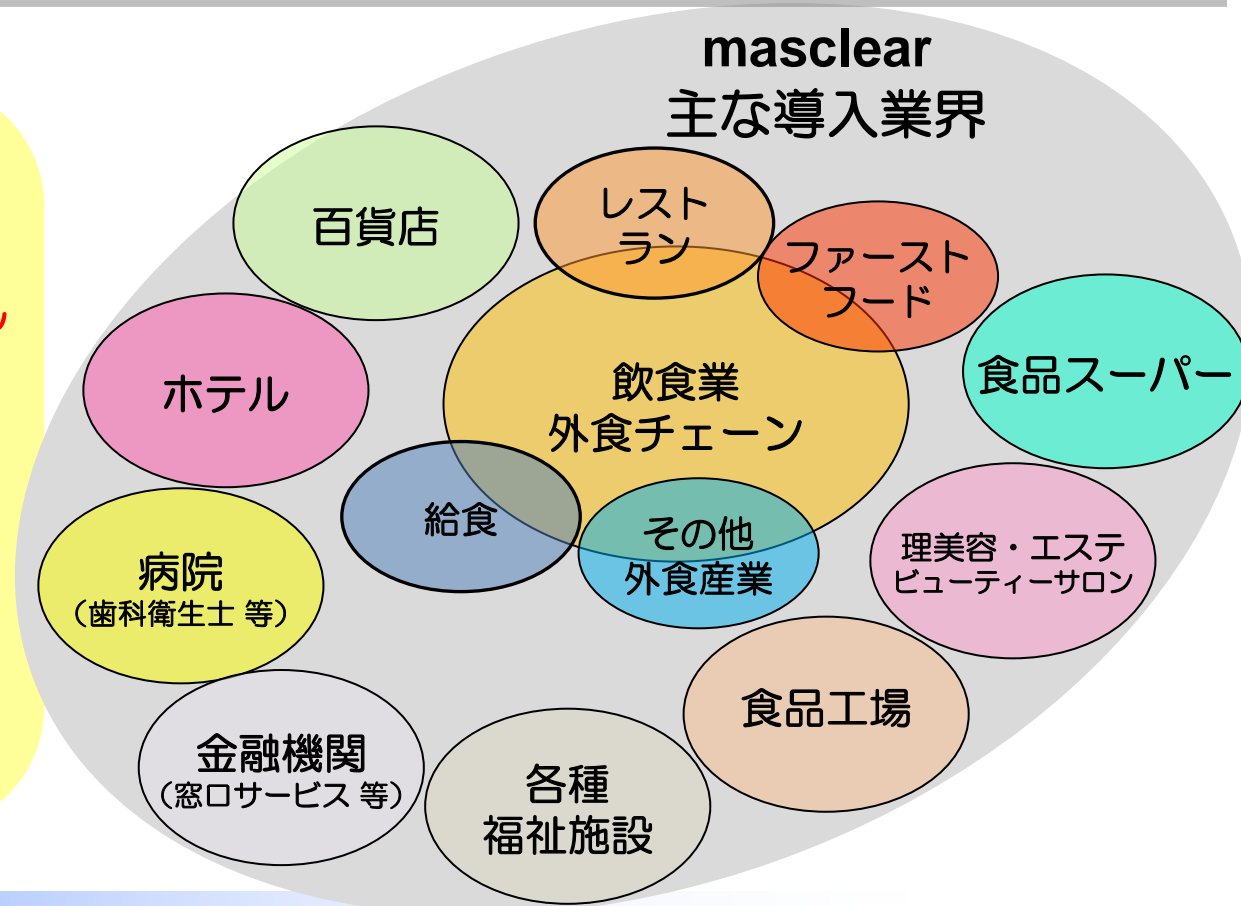 masclear
主な導入業界
百貨店
レスト
ラン
ファースト
フード
食品スーパー
ホテル
飲食業
外食チェーン
給食
その他
外食産業
理美容・エステ
ビューティーサロン
病院
（歯科衛生士 等）
食品工場
金融機関
（窓口サービス 等）
各種
福祉施設